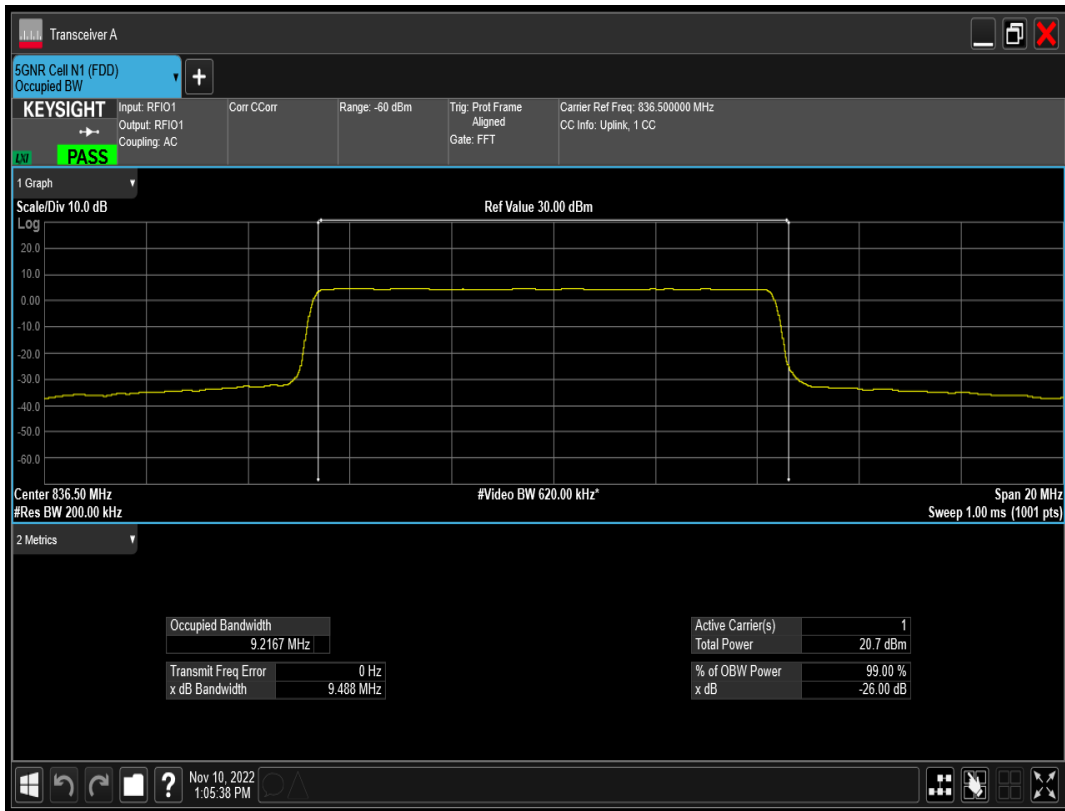 Transceiver A
5GNR Cell N1 (FDD)
Occupied BW
+
KEYSIGHT
LXI
PASS
Input: RFIO1
Output: RFIO1
Coupling: AC
Corr CCorr
Range: -60 dBm
Trig: Prot Frame
Aligned
Gate: FFT
Carrier Ref Freq: 836.500000 MHz
CC Info: Uplink, 1 CC
1 Graph
Scale/Div 10.0 dB
Ref Value 30.00 dBm
Log
20.0
10.0
0.00
-10.0
-20.0
-30.0
-40.0
-50.0
-60.0
Center 836.50 MHz
#Video BW 620.00 kHz*
Span 20 MHz
#Res BW 200.00 kHz
Sweep 1.00 ms (1001 pts)
2 Metrics
Occupied Bandwidth
9.2167 MHz
Transmit Freq Error 0 Hz
x dB Bandwidth 9.488 MHz
Active Carrier(s) 1
Total Power 20.7 dBm
% of OBW Power 99.00 %
x dB -26.00 dB
?
Nov 10, 2022
1:05:38 PM